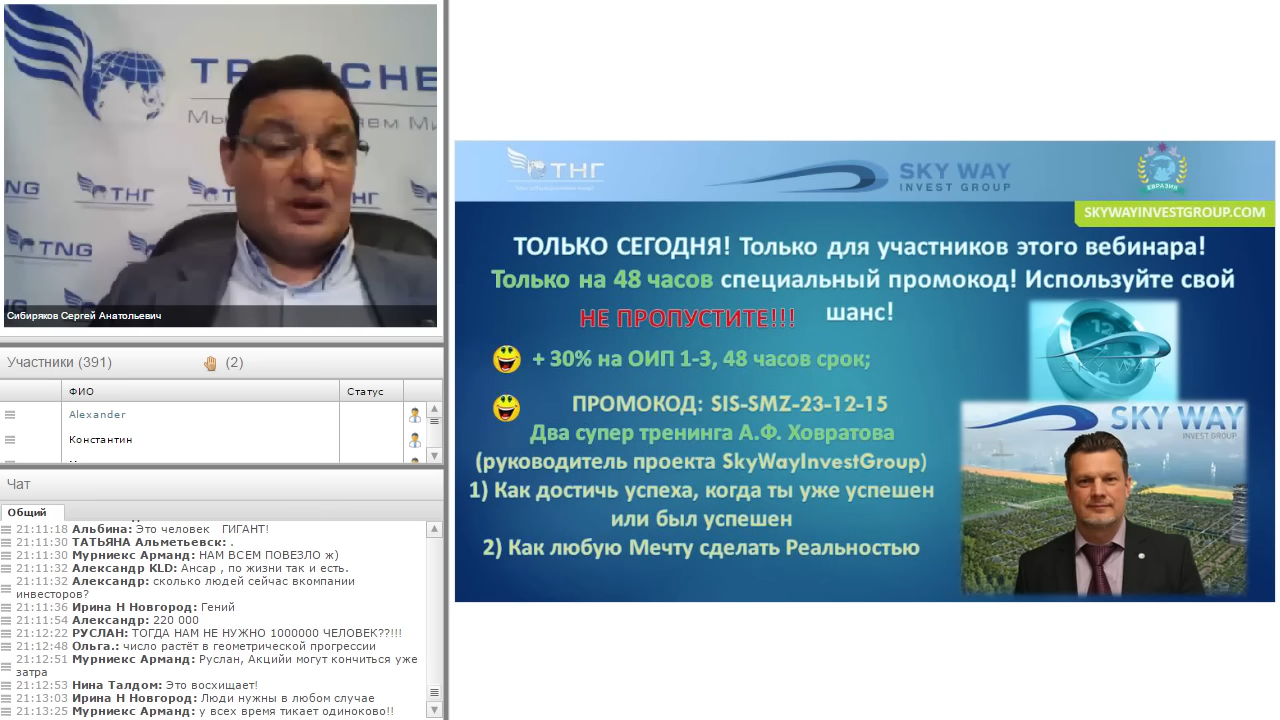 TNG
ТНГ
TNG
Сибиряков Сергей Анатольевич
Участники (391)
(2)
ФИО
Статус
Alexander
Константин
Чат
Общий
21:11:18 Альбина: Это человек ГИГАНТ!
21:11:30 ТАТЬЯНА Альметьевск: .
21:11:30 Мурниекс Арманд: НАМ ВСЕМ ПОВЕЗЛО ж)
21:11:32 Александр KLD: Ансар , по жизни так и есть.
21:11:32 Александр: сколько людей сейчас вкомпании
инвесторов?
21:11:36 Ирина Н Новгород: Гений
21:11:54 Александр: 220 000
21:12:22 РУСЛАН: ТОГДА НАМ НЕ НУЖНО 1000000 ЧЕЛОВЕК??!!!
21:12:48 Ольга.: число растёт в геометрической прогрессии
21:12:51 Мурниекс Арманд: Руслан, Акцийи могут кончиться уже
затра
21:12:53 Нина Талдом: Это восхищает!
21:13:03 Ирина Н Новгород: Люди нужны в любом случае
21:13:25 Мурниекс Арманд: у всех время тикает одиноково!!
ТНГ
SKY WAY
INVEST GROUP
ЕВРАЗИЯ
SKYWAYINVESTGROUP.COM
ТОЛЬКО СЕГОДНЯ! Только для участников этого вебинара!
Только на 48 часов специальный промокод! Используйте свой
НЕ ПРОПУСТИТЕ!!! шанс!
+ 30% на ОИП 1-3, 48 часов срок;
ПРОМОКОД: SIS-SMZ-23-12-15
Два супер тренинга А.Ф. Ховратова
(руководитель проекта SkyWayInvestGroup)
1) Как достичь успеха, когда ты уже успешен
или был успешен
2) Как любую Мечту сделать Реальностью
SKY WAY
SKY WAY
INVEST GROUP